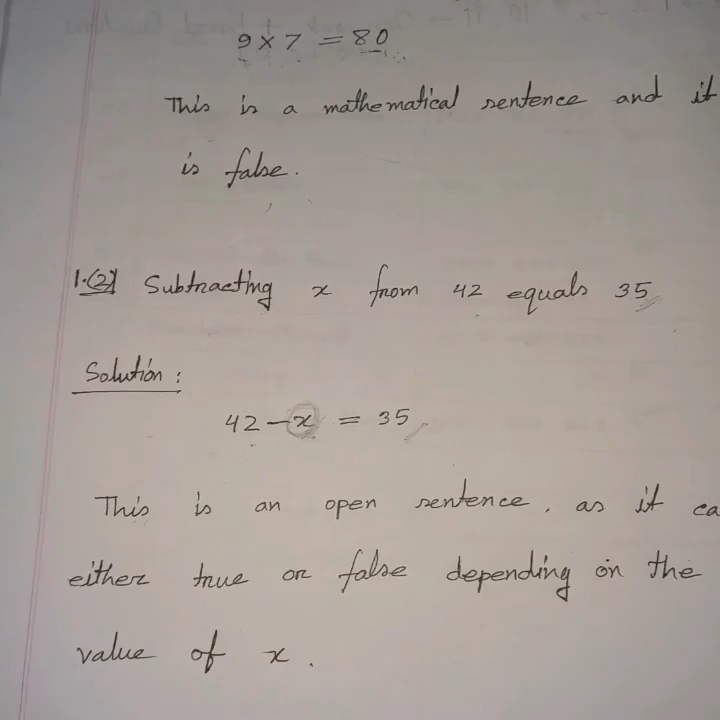 9 × 7 = 80
This is a mathematical sentence and it
is false.
1.(2) Subtracting x from 42 equals 35
Solution :
42 - x = 35
This is an open sentence, as it ca
either true or false depending on the
value of x.